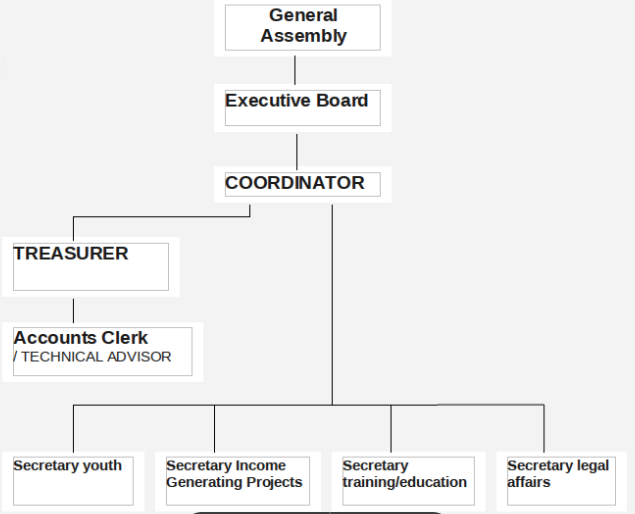 General
Assembly
Executive Board
COORDINATOR
TREASURER
Accounts Clerk
/ TECHNICAL ADVISOR
Secretary youth
Secretary Income
Generating Projects
Secretary
training/education
Secretary legal
affairs